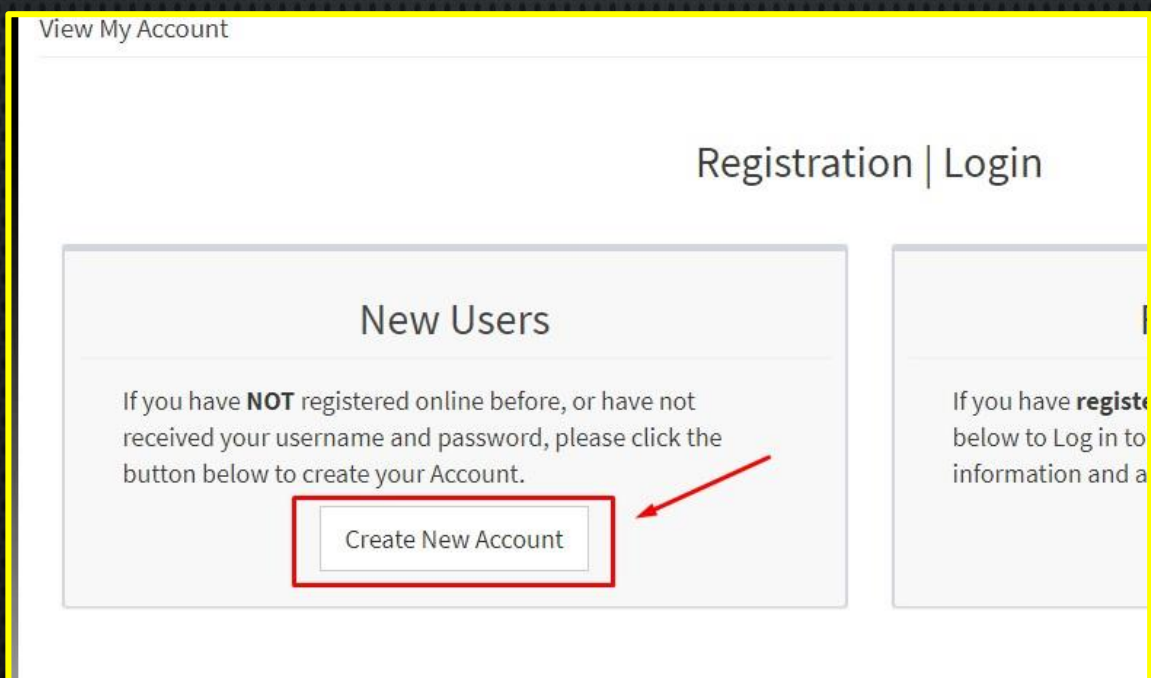 View My Account
Registration | Login
New Users
If you have NOT registered online before, or have not
received your username and password, please click the
button below to create your Account.
Create New Account
If you have
below to Log in to
information and